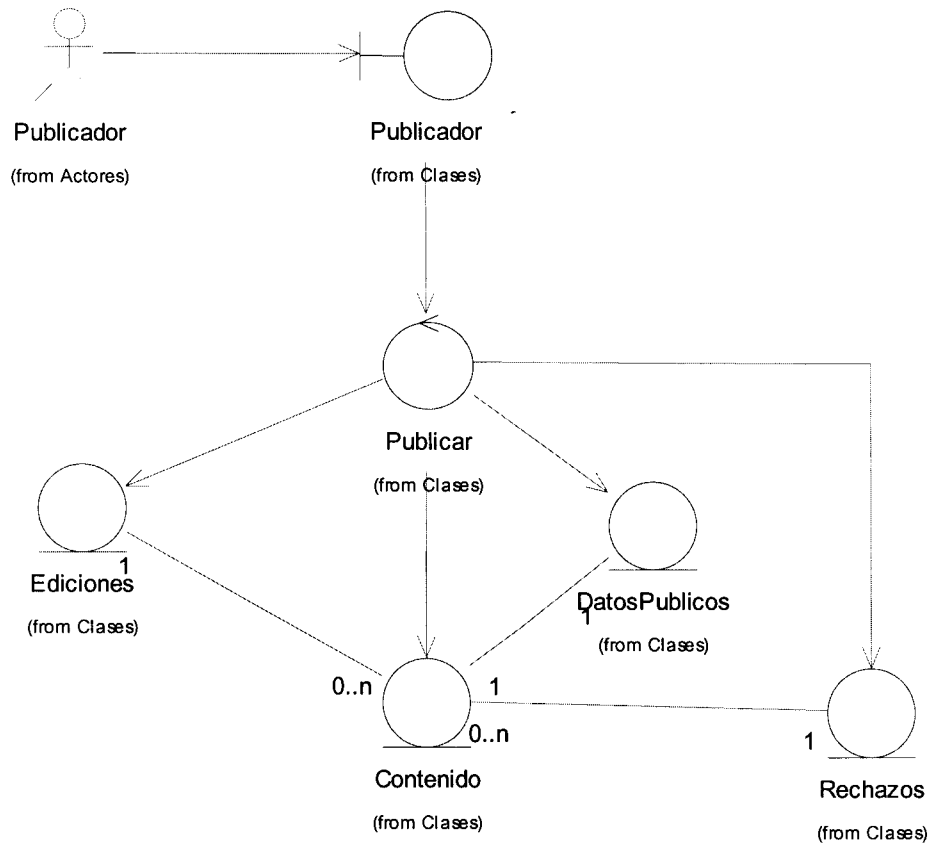 Publicador
(from Actores)
Publicador
(from Clases)
Publicar
(from Clases)
1
Ediciones
(from Clases)
DatosPublicos
1
(from Clases)
0..n
1
0..n
1
Contenido
(from Clases)
Rechazos
(from Clases)